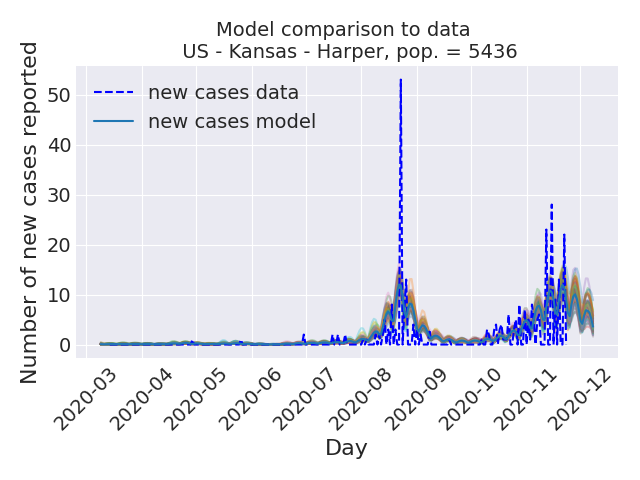 Model comparison to data
US - Kansas - Harper, pop. = 5436
Number of new cases reported
50
40
30
20
10
0
new cases data
new cases model
2020-03
2020-04
2020-05
2020-06
2020-07
2020-08
2020-09
2020-10
2020-11
2020-12
Day